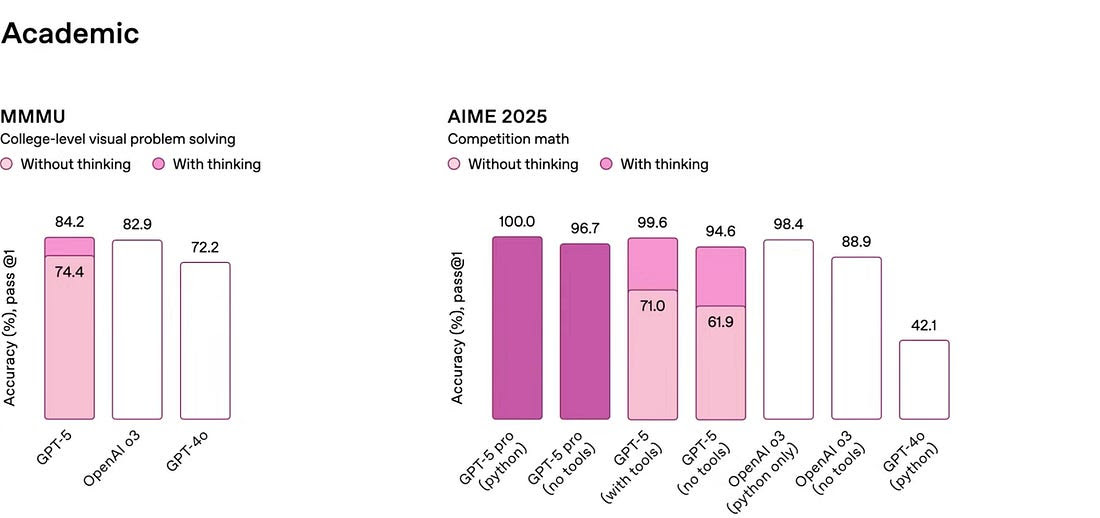 Academic
MMMU
College-level visual problem solving
Without thinking
With thinking
Accuracy (%), pass @1
84.2
74.4
82.9
72.2
GPT-5
OpenAI o3
GPT-4o
AIME 2025
Competition math
Without thinking
With thinking
Accuracy (%), pass@1
100.0
96.7
99.6
71.0
94.6
61.9
98.4
88.9
42.1
GPT-5 pro
(python)
GPT-5 pro
(no tools)
GPT-5
(with tools)
GPT-5
(no tools)
OpenAI o3
(python only)
OpenAI o3
(no tools)
GPT-4o
(python)